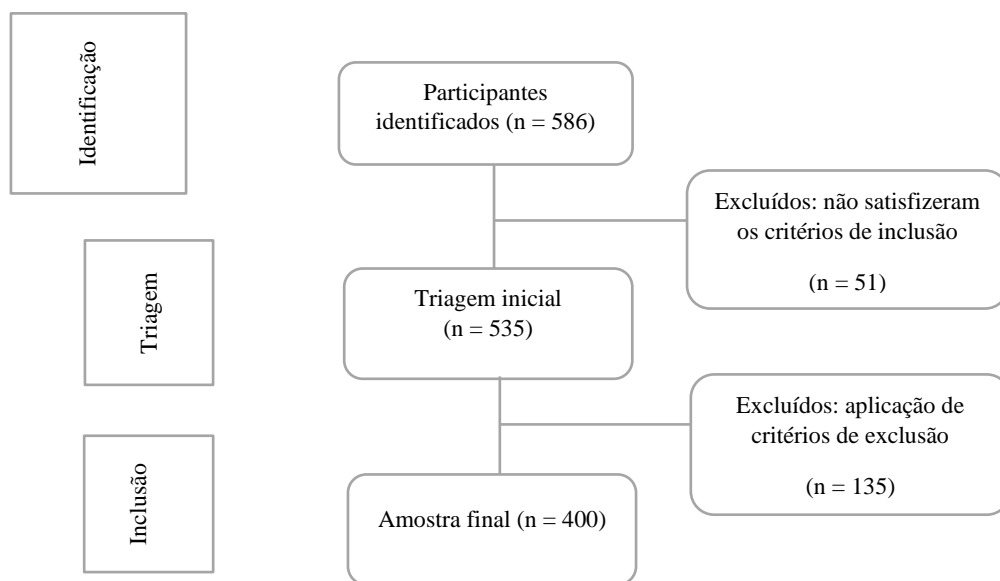 Identificação
Participantes
identificados (n = 586)
Excluídos: não satisfizeram
os critérios de inclusão
(n = 51)
Triagem
Triagem inicial
(n = 535)
Excluídos: aplicação de
critérios de exclusão
(n = 135)
Inclusão
Amostra final (n = 400)